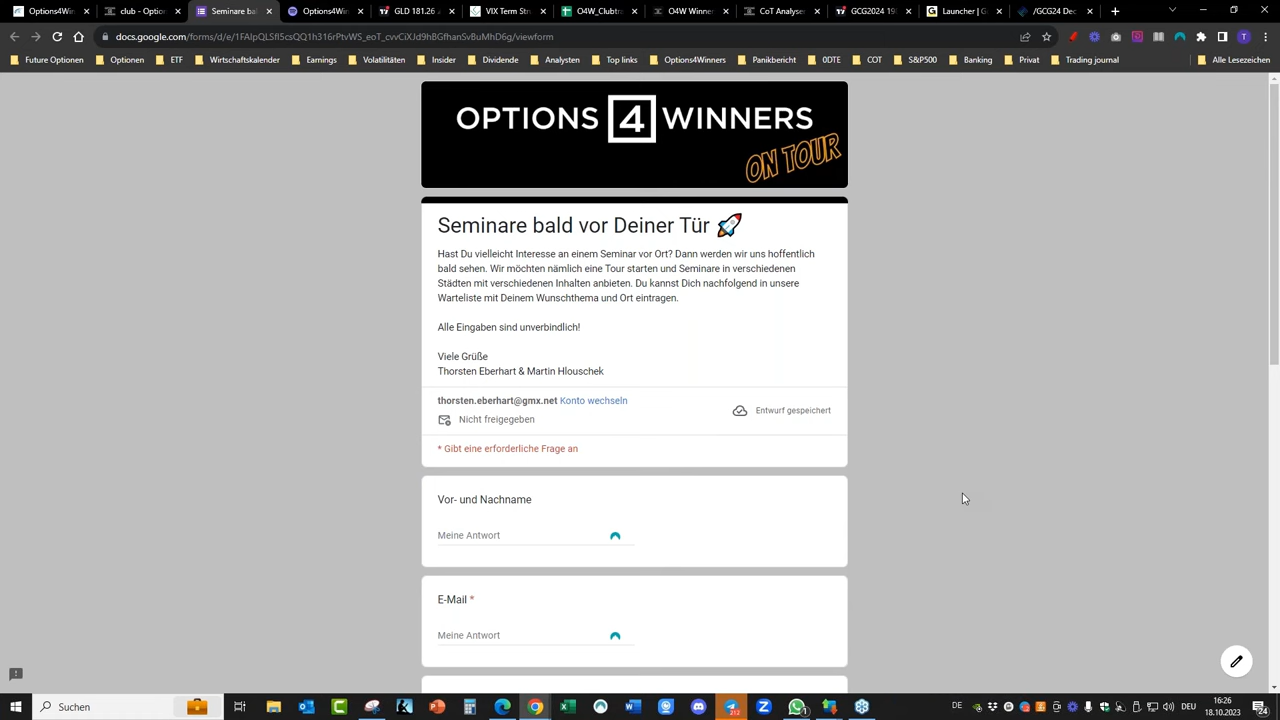 Options4Win
club - Option
Seminare bal
Options4Win
GLD 181.26
VIX Term Str
O4W_Clubtr
O4W Winner
CoT Analyser
GCG2024 19
Launcher | G
/GCG24 Dec
docs.google.com/forms/d/e/1FAIpQLSfI5csQQ1h316rPtvWS_eoT_cvvCiXJd9hBGfhanSvBuMhD6g/viewform
Future Optionen
Optionen
ETF
Wirtschaftskalender
Earnings
Volatilitäten
Insider
Dividende
Analysten
Top links
Options4Winners
Panikbericht
0DTE
COT
S&P500
Banking
Privat
Trading journal
Alle Lesezeichen
OPTIONS 4 WINNERS
ON TOUR
Seminare bald vor Deiner Tür 🚀
Hast Du vielleicht Interesse an einem Seminar vor Ort? Dann werden wir uns hoffentlich
bald sehen. Wir möchten nämlich eine Tour starten und Seminare in verschiedenen
Städten mit verschiedenen Inhalten anbieten. Du kannst Dich nachfolgend in unsere
Warteliste mit Deinem Wunschthema und Ort eintragen.
Alle Eingaben sind unverbindlich!
Viele Grüße
Thorsten Eberhart & Martin Hlouschek
thorsten.eberhart@gmx.net Konto wechseln
Entwurf gespeichert
Nicht freigegeben
* Gibt eine erforderliche Frage an
Vor- und Nachname
Meine Antwort
E-Mail *
Meine Antwort
Suchen
212
DE
DEU
16:26
18.10.2023